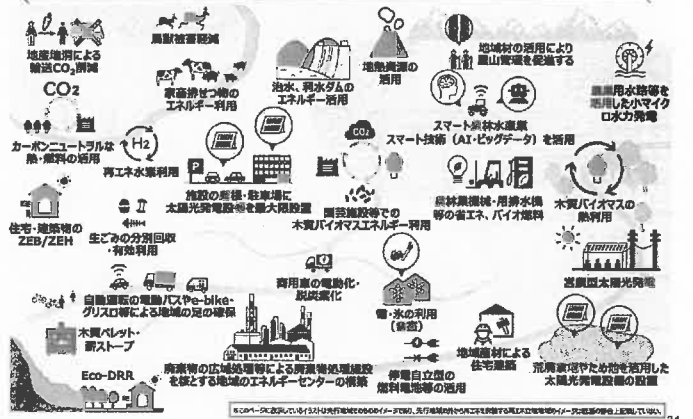 地産地消による
輸送CO2削減
鳥獣被害軽減
治水、利水ダムの
エネルギー活用
地熱資源の
活用
地域材の活用により
里山整備を促進する
農業用水路等を
活用した小マイク
ロ水力発電
CO2
カーボンニュートラルな
熱・燃料の活用
家畜排せつ物の
エネルギー利用
H2
再エネ水素利用
P
施設の屋根・駐車場に
太陽光発電設備を最大限設置
CO2
園芸施設等での
木質バイオマスエネルギー利用
スマート農林水産業
スマート技術(AI・ビッグデータ)を活用
農林業機械・用排水機
等の省エネ、バイオ燃料
木質バイオマスの
熱利用
住宅・建築物の
ZEB/ZEH
生ごみの分別回収
・有効利用
営農型太陽光発電
自動運転の電動バスやe-bike・
グリスロ等による地域の足の確保
商用車の電動化・
脱炭素化
雪・氷の利用
木質ペレット・
薪ストーブ
Eco-DRR
廃棄物の広域処理等による廃棄物処理施設
を核とする地域のエネルギーセンターの構築
停電自立型の
燃料電池等の活用
地域産材による
住宅建築
荒廃農地やため池を活用した
太陽光発電設備の設置